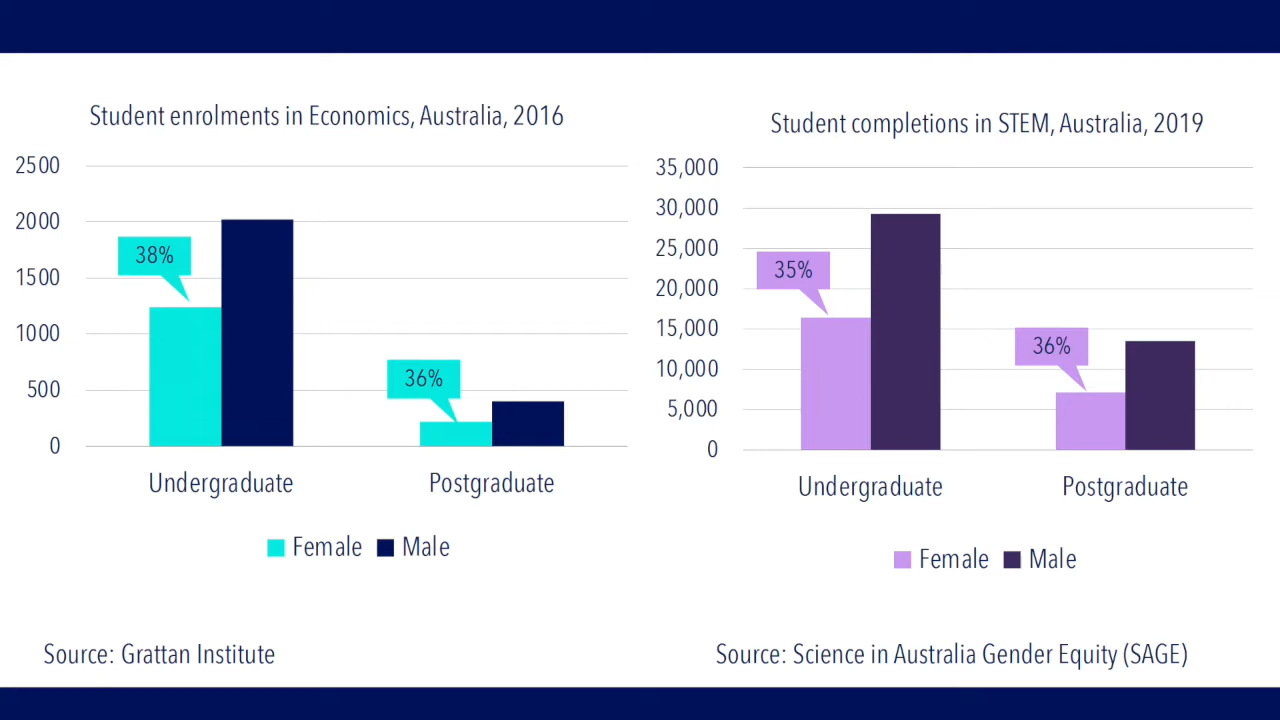 Student enrolments in Economics, Australia, 2016
2500
2000
1500
1000
500
0
38%
36%
Undergraduate
Postgraduate
Female
Male
Source: Grattan Institute
Student completions in STEM, Australia, 2019
35,000
30,000
25,000
20,000
15,000
10,000
5,000
0
35%
36%
Undergraduate
Postgraduate
Female
Male
Source: Science in Australia Gender Equity (SAGE)